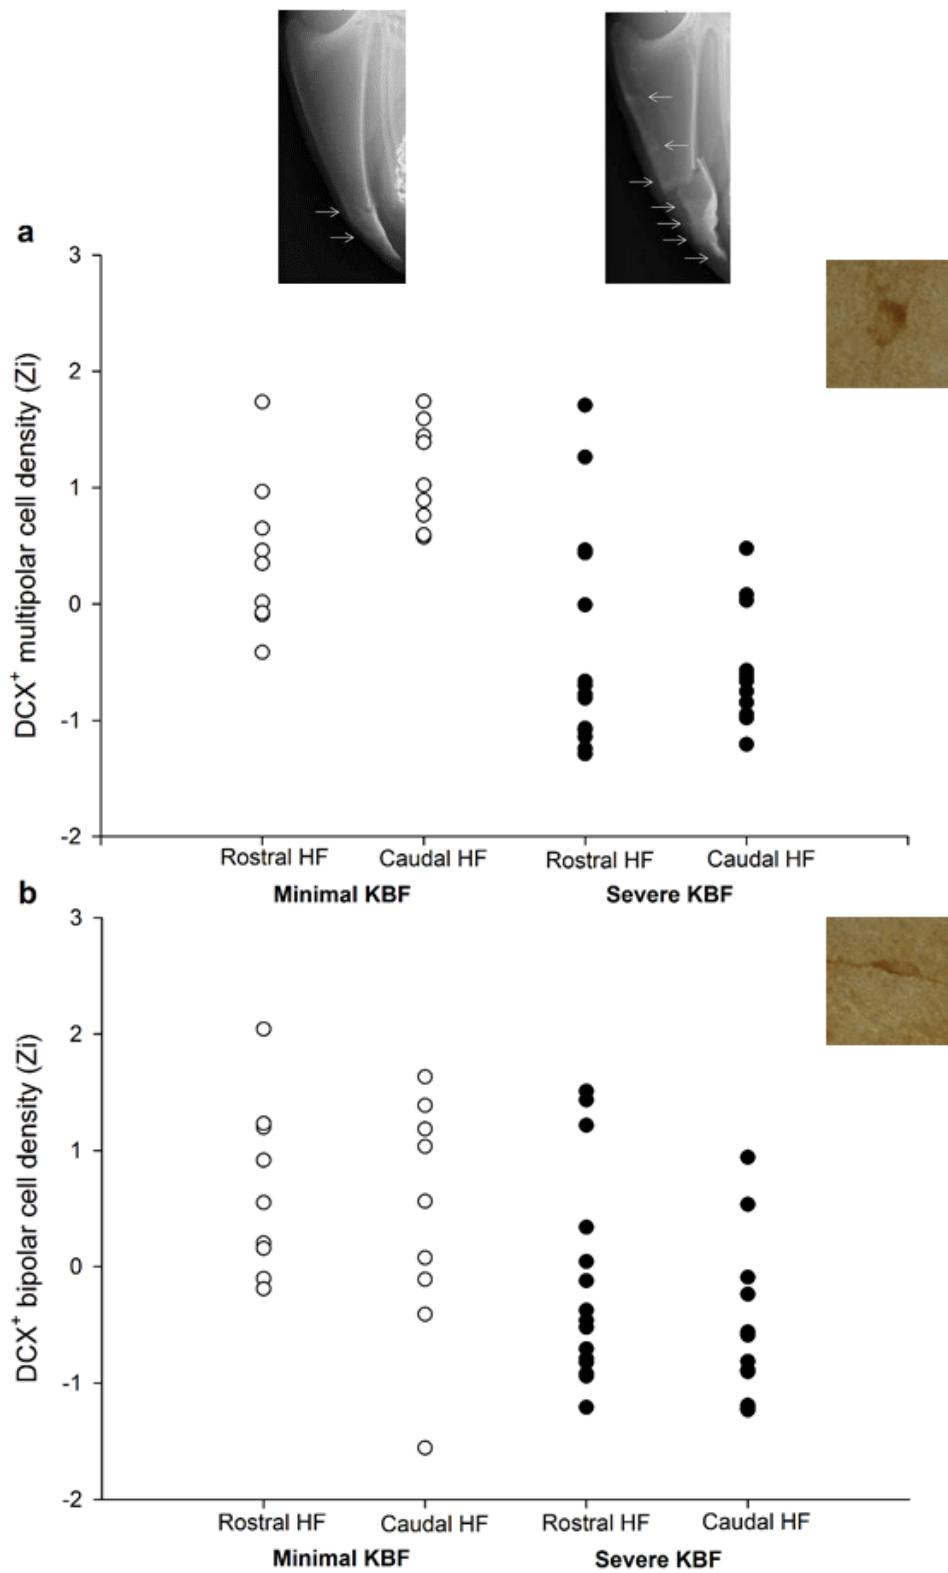 a
3
2
1
0
-1
-2
DCX+ multipolar cell density (Zi)
Rostral HF Caudal HF Rostral HF Caudal HF
Minimal KBF Severe KBF
b
3
2
1
0
-1
-2
DCX+ bipolar cell density (Zi)
Rostral HF Caudal HF Rostral HF Caudal HF
Minimal KBF Severe KBF